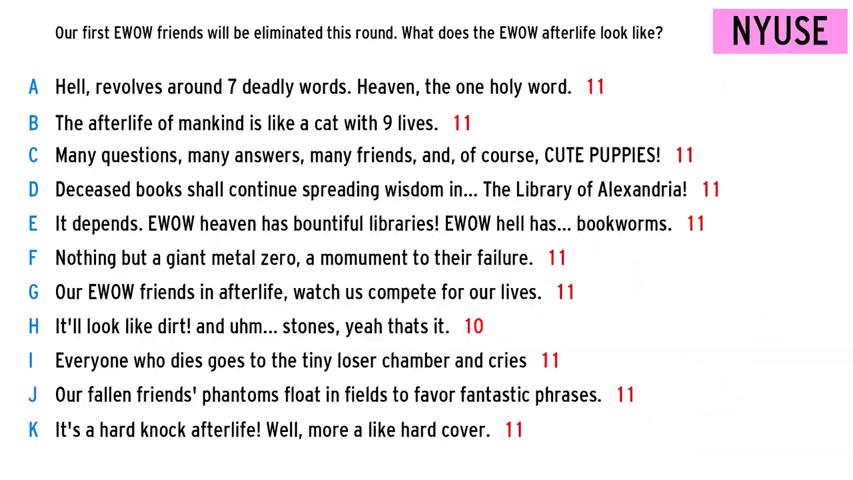 Our first EWOW friends will be eliminated this round. What does the EWOW afterlife look like?
NYUSE
A Hell, revolves around 7 deadly words. Heaven, the one holy word. 11
B The afterlife of mankind is like a cat with 9 lives. 11
C Many questions, many answers, many friends, and, of course, CUTE PUPPIES! 11
D Deceased books shall continue spreading wisdom in... The Library of Alexandria! 11
E It depends. EWOW heaven has bountiful libraries! EWOW hell has... bookworms. 11
F Nothing but a giant metal zero, a momument to their failure. 11
G Our EWOW friends in afterlife, watch us compete for our lives. 11
H It'll look like dirt! and uhm... stones, yeah thats it. 10
I Everyone who dies goes to the tiny loser chamber and cries 11
J Our fallen friends' phantoms float in fields to favor fantastic phrases. 11
K It's a hard knock afterlife! Well, more a like hard cover. 11